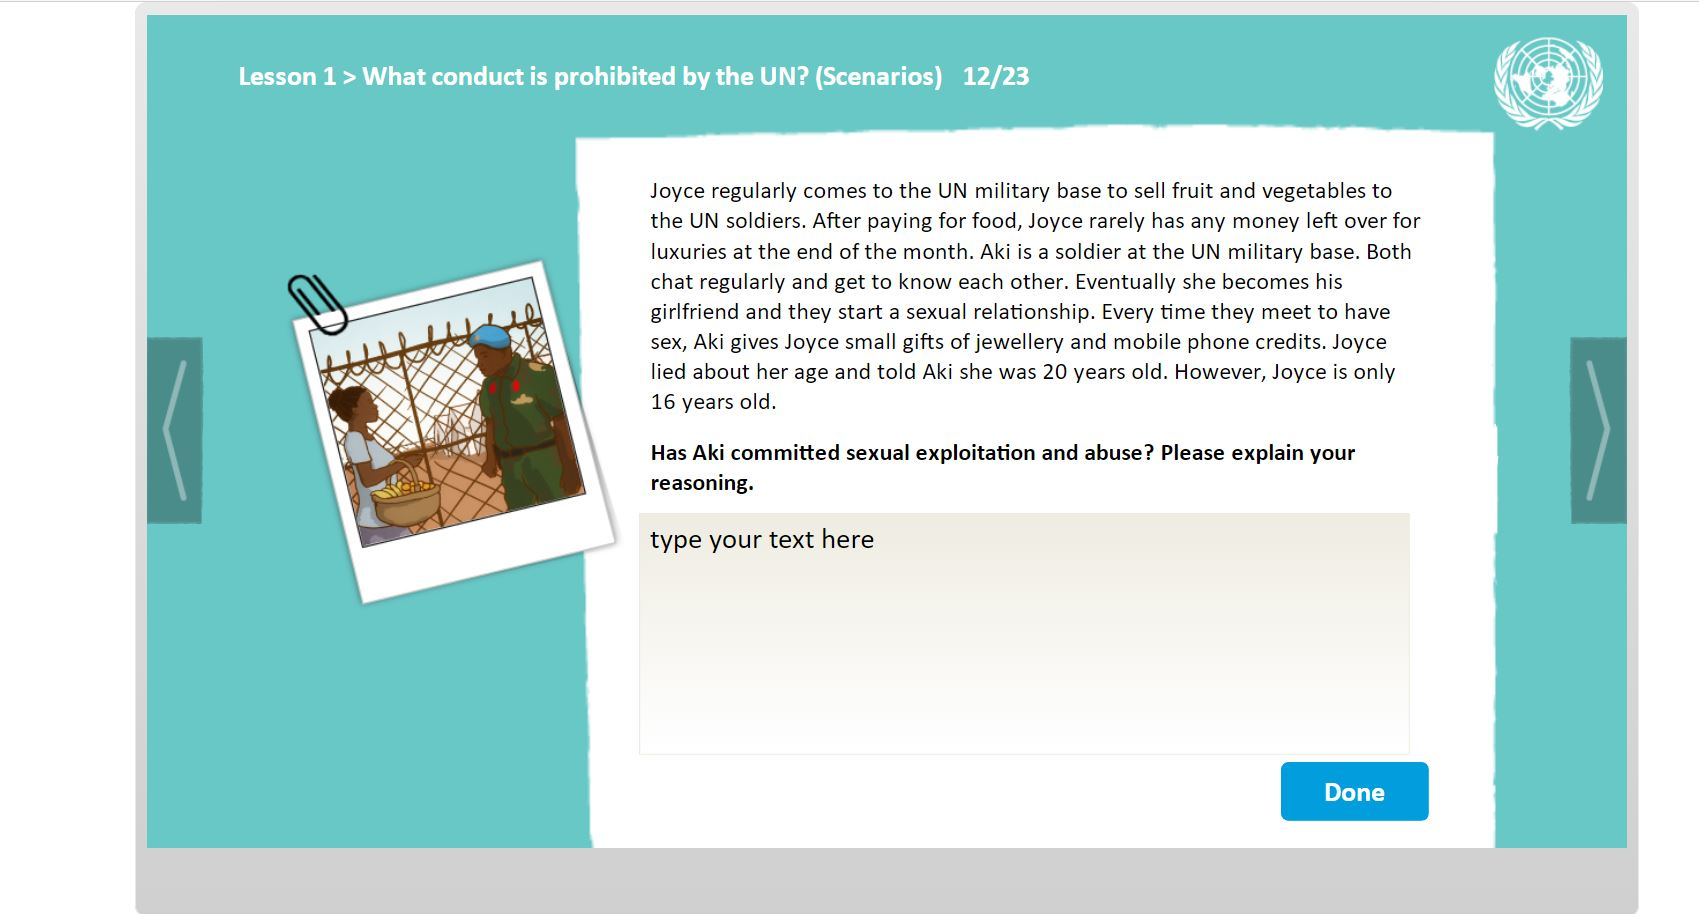 Lesson 1 > What conduct is prohibited by the UN? (Scenarios) 12/23
Joyce regularly comes to the UN military base to sell fruit and vegetables to
the UN soldiers. After paying for food, Joyce rarely has any money left over for
luxuries at the end of the month. Aki is a soldier at the UN military base. Both
chat regularly and get to know each other. Eventually she becomes his
girlfriend and they start a sexual relationship. Every time they meet to have
sex, Aki gives Joyce small gifts of jewellery and mobile phone credits. Joyce
lied about her age and told Aki she was 20 years old. However, Joyce is only
16 years old.
Has Aki committed sexual exploitation and abuse? Please explain your
reasoning.
type your text here
Done